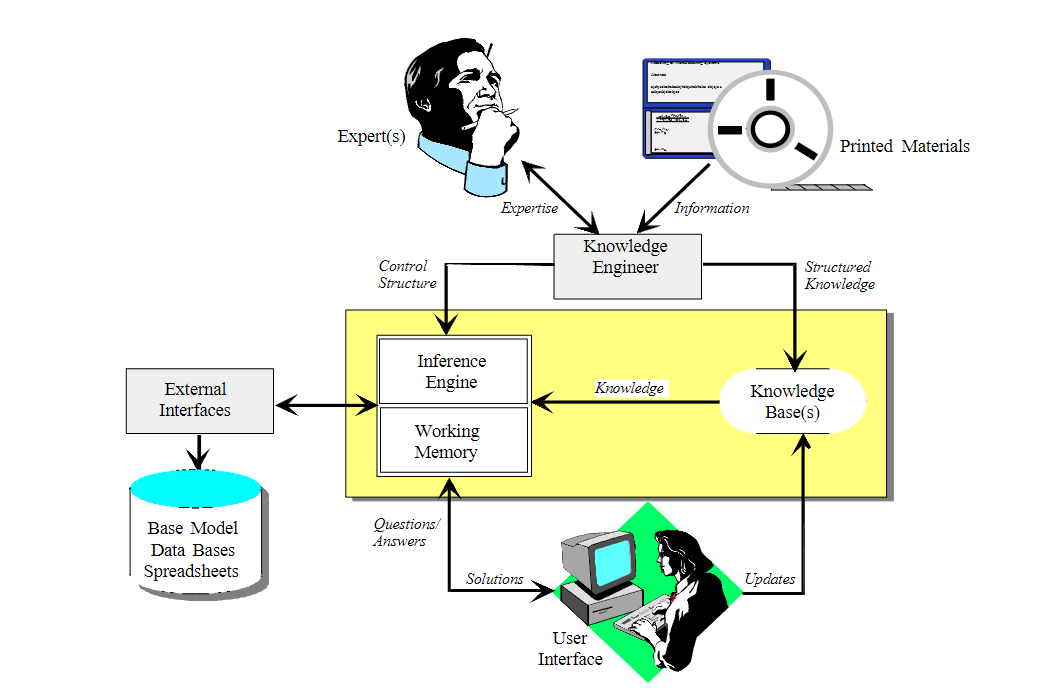 Abstract
Expert(s)
Printed Materials
Expertise
Information
Knowledge
Engineer
Control
Structure
Structured
Knowledge
Inference
Engine
Knowledge
Knowledge
Base(s)
External
Interfaces
Working
Memory
Base Model
Data Bases
Spreadsheets
Questions/
Answers
Solutions
Updates
User
Interface